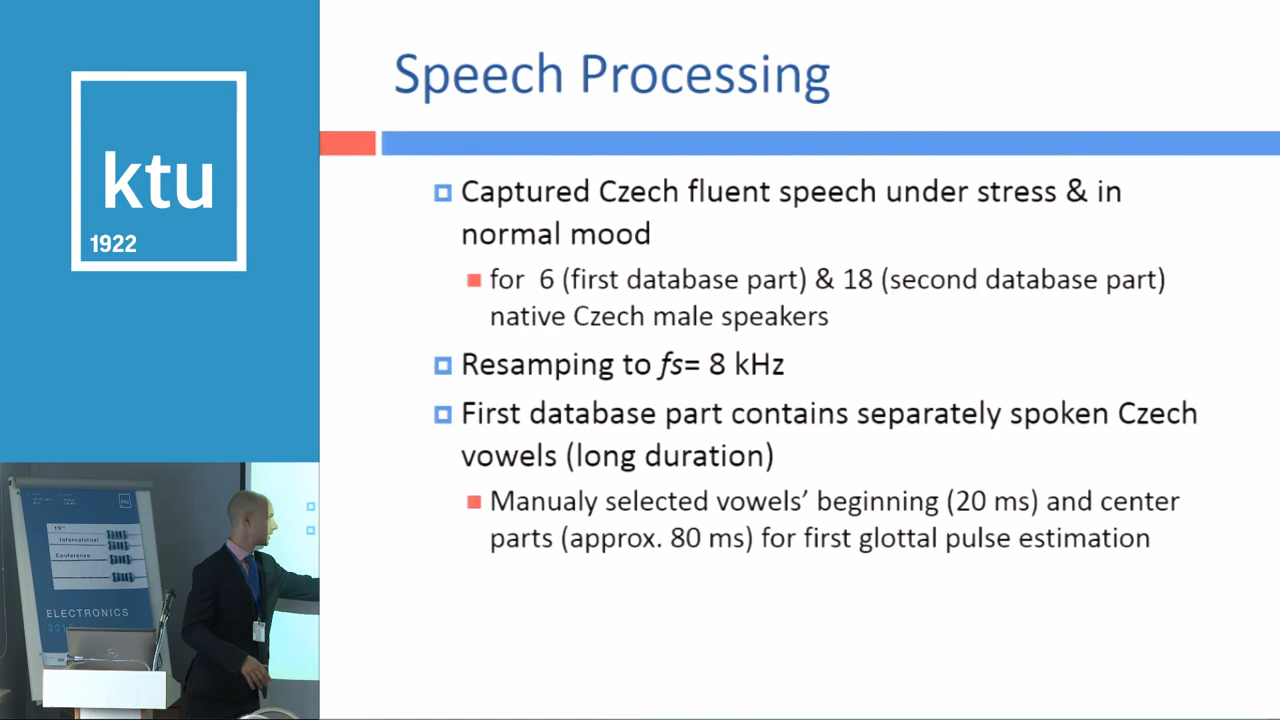 Speech Processing
Captured Czech fluent speech under stress & in
normal mood
for 6 (first database part) & 18 (second database part)
native Czech male speakers
Resamping to fs= 8 kHz
First database part contains separately spoken Czech
vowels (long duration)
Manualy selected vowels’ beginning (20 ms) and center
parts (approx. 80 ms) for first glottal pulse estimation
ktu
1922
19th
International
Conference
ELECTRONICS